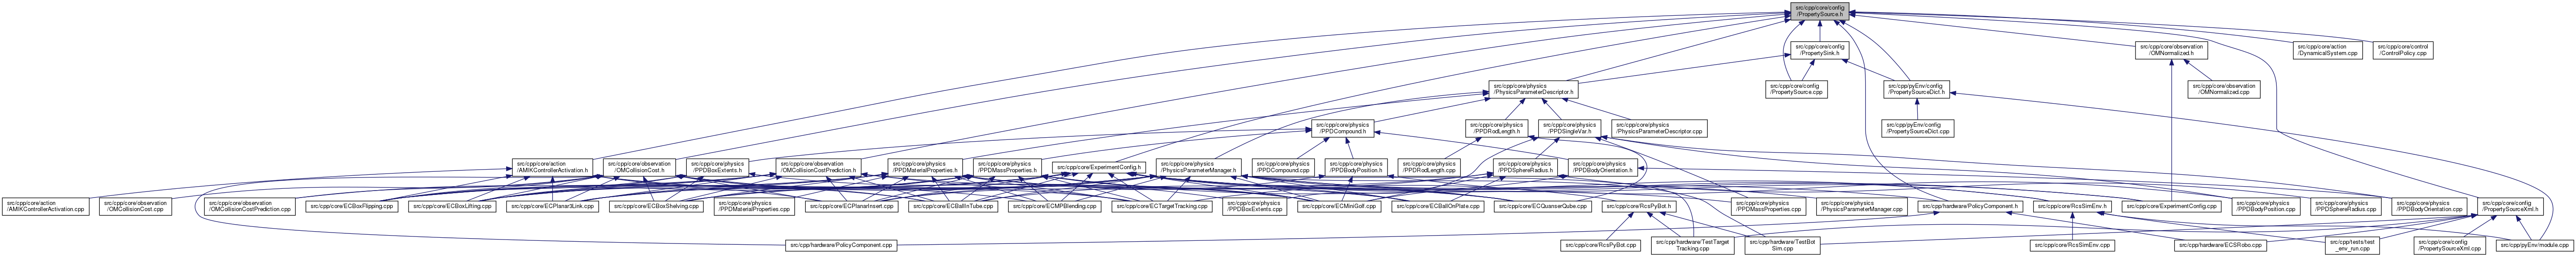 src/cpp/core/config
/PropertySource.h
src/cpp/core/config
/PropertySink.h
src/cpp/core/observation
/OMNormalized.h
src/cpp/core/action
/DynamicalSystem.cpp
src/cpp/core/control
/ControlPolicy.cpp
src/cpp/core/physics
/PhysicsParameterDescriptor.h
src/cpp/core/config
/PropertySource.cpp
src/cpp/pyEnv/config
/PropertySourceDict.h
src/cpp/core/observation
/OMNormalized.cpp
src/cpp/core/physics
/PPDCompound.h
src/cpp/core/physics
/PPDRodLength.h
src/cpp/core/physics
/PPDSingleVar.h
src/cpp/core/physics
/PhysicsParameterDescriptor.cpp
src/cpp/pyEnv/config
/PropertySourceDict.cpp
src/cpp/core/action
/AMIKControllerActivation.h
src/cpp/core/observation
/OMCollisionCost.h
src/cpp/core/physics
/PPDBoxExtents.h
src/cpp/core/observation
/OMCollisionCostPrediction.h
src/cpp/core/physics
/PPDMaterialProperties.h
src/cpp/core/physics
/PPDMassProperties.h
src/cpp/core/ExperimentConfig.h
src/cpp/core/physics
/PhysicsParameterManager.h
src/cpp/core/physics
/PPDCompound.cpp
src/cpp/core/physics
/PPDBodyPosition.h
src/cpp/core/physics
/PPDRodLength.cpp
src/cpp/core/physics
/PPDSphereRadius.h
src/cpp/core/physics
/PPDBodyOrientation.h
src/cpp/core/action
/AMIKControllerActivation.cpp
src/cpp/core/observation
/OMCollisionCost.cpp
src/cpp/core/observation
/OMCollisionCostPrediction.cpp
src/cpp/core/ECBoxFlipping.cpp
src/cpp/core/ECBoxLifting.cpp
src/cpp/core/ECPlanar3Link.cpp
src/cpp/core/ECBoxShelving.cpp
src/cpp/core/physics
/PPDMaterialProperties.cpp
src/cpp/core/ECPlanarInsert.cpp
src/cpp/core/ECBallInTube.cpp
src/cpp/core/ECMPBlending.cpp
src/cpp/core/ECTargetTracking.cpp
src/cpp/core/physics
/PPDBoxExtents.cpp
src/cpp/core/ECMiniGolf.cpp
src/cpp/core/ECBallOnPlate.cpp
src/cpp/core/ECQuanserQube.cpp
src/cpp/core/RcsPyBot.h
src/cpp/core/physics
/PPDMassProperties.cpp
src/cpp/core/physics
/PhysicsParameterManager.cpp
src/cpp/hardware/PolicyComponent.h
src/cpp/core/RcsSimEnv.h
src/cpp/core/ExperimentConfig.cpp
src/cpp/core/physics
/PPDBodyPosition.cpp
src/cpp/core/physics
/PPDSphereRadius.cpp
src/cpp/core/physics
/PPDBodyOrientation.cpp
src/cpp/core/config
/PropertySourceXml.h
src/cpp/hardware/PolicyComponent.cpp
src/cpp/core/RcsPyBot.cpp
src/cpp/hardware/TestTarget
Tracking.cpp
src/cpp/hardware/TestBot
Sim.cpp
src/cpp/core/RcsSimEnv.cpp
src/cpp/hardware/ECSRobo.cpp
src/cpp/tests/test
_env_run.cpp
src/cpp/core/config
/PropertySourceXml.cpp
src/cpp/pyEnv/module.cpp